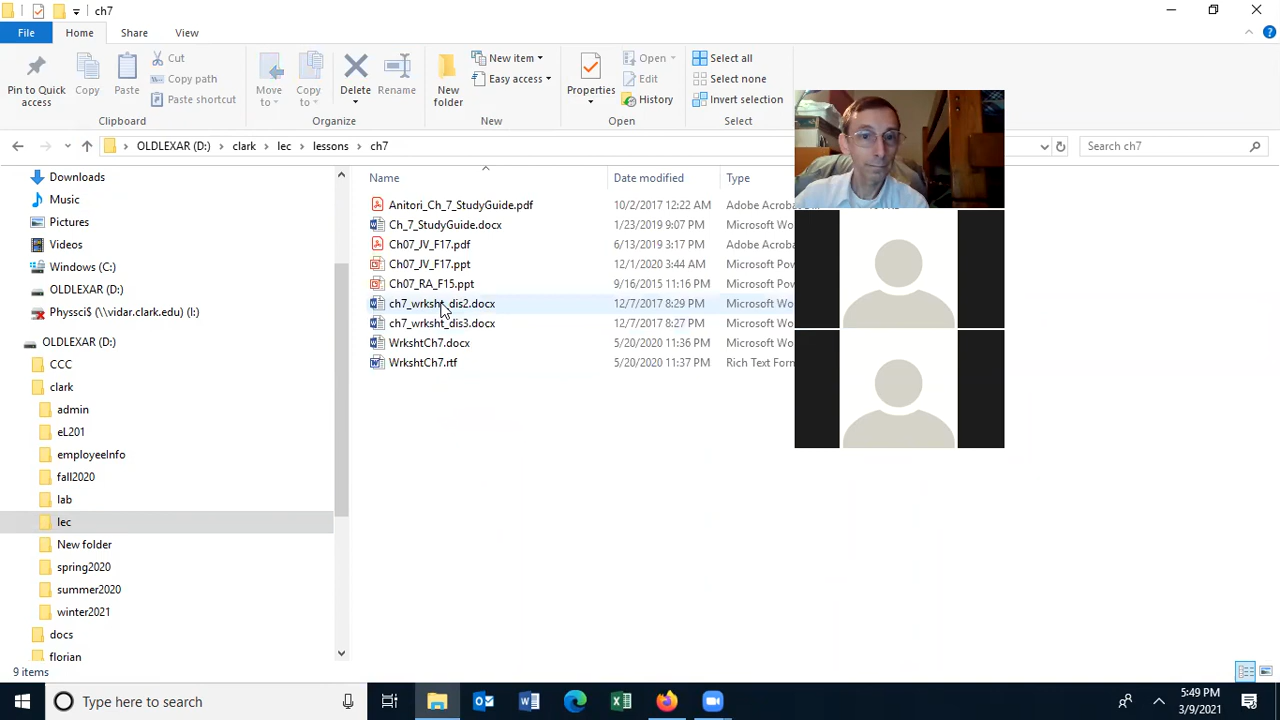 ch7
File Home Share View
Pin to Quick access
Copy
Paste
Cut
Copy path
Paste shortcut
Clipboard
Move to
Copy to
Delete
Rename
Organize
New folder
New item
Easy access
New
Properties
Open
Edit
History
Open
Select all
Select none
Invert selection
Select
OLDLEXAR (D:) clark lec lessons ch7
Search ch7
Downloads
Music
Pictures
Videos
Windows (C:)
OLDLEXAR (D:)
Physsci$ (\\vidar.clark.edu) (I:)
OLDLEXAR (D:)
CCC
clark
admin
eL201
employeeInfo
fall2020
lab
lec
New folder
spring2020
summer2020
winter2021
docs
florian
Name Date modified Type
Anitori_Ch_7_StudyGuide.pdf 10/2/2017 12:22 AM Adobe
Ch_7_StudyGuide.docx 1/23/2019 9:07 PM Microsoft Wo
Ch07_JV_F17.pdf 6/13/2019 3:17 PM Adobe Acroba
Ch07_JV_F17.ppt 12/1/2020 3:44 AM Microsoft Pow
Ch07_RA_F15.ppt 9/16/2015 11:16 PM Microsoft Pow
ch7_wrksht_dis2.docx 12/7/2017 8:29 PM Microsoft Wo
ch7_wrksht_dis3.docx 12/7/2017 8:27 PM Microsoft Wo
WrkshtCh7.docx 5/20/2020 11:36 PM Microsoft Wo
WrkshtCh7.rtf 5/20/2020 11:37 PM Rich Text Form
9 items
Type here to search
5:49 PM
3/9/2021